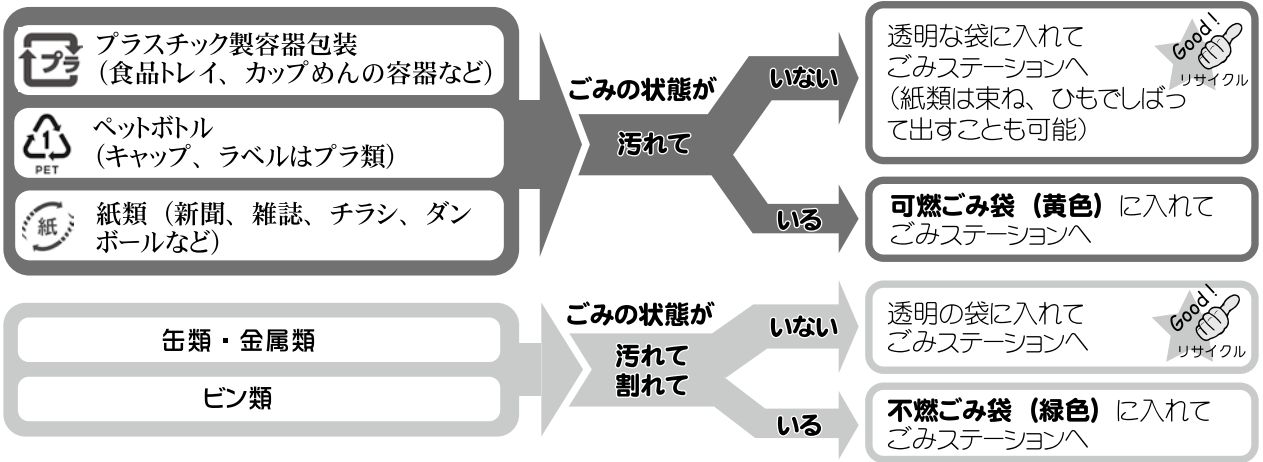 プラ
プラスチック製容器包装
（食品トレイ、カップめんの容器など）
1
PET
ペットボトル
（キャップ、ラベルはプラ類）
紙
紙類（新聞、雑誌、チラシ、ダン
ボールなど）
ごみの状態が
汚れて
いない
いる
透明な袋に入れて
ごみステーションへ
（紙類は束ね、ひもでしばっ
て出すことも可能）
Good!
リサイクル
可燃ごみ袋（黄色）に入れて
ごみステーションへ
缶類・金属類
ビン類
ごみの状態が
汚れて
割れて
いない
いる
透明の袋に入れて
ごみステーションへ
Good!
リサイクル
不燃ごみ袋（緑色）に入れて
ごみステーションへ